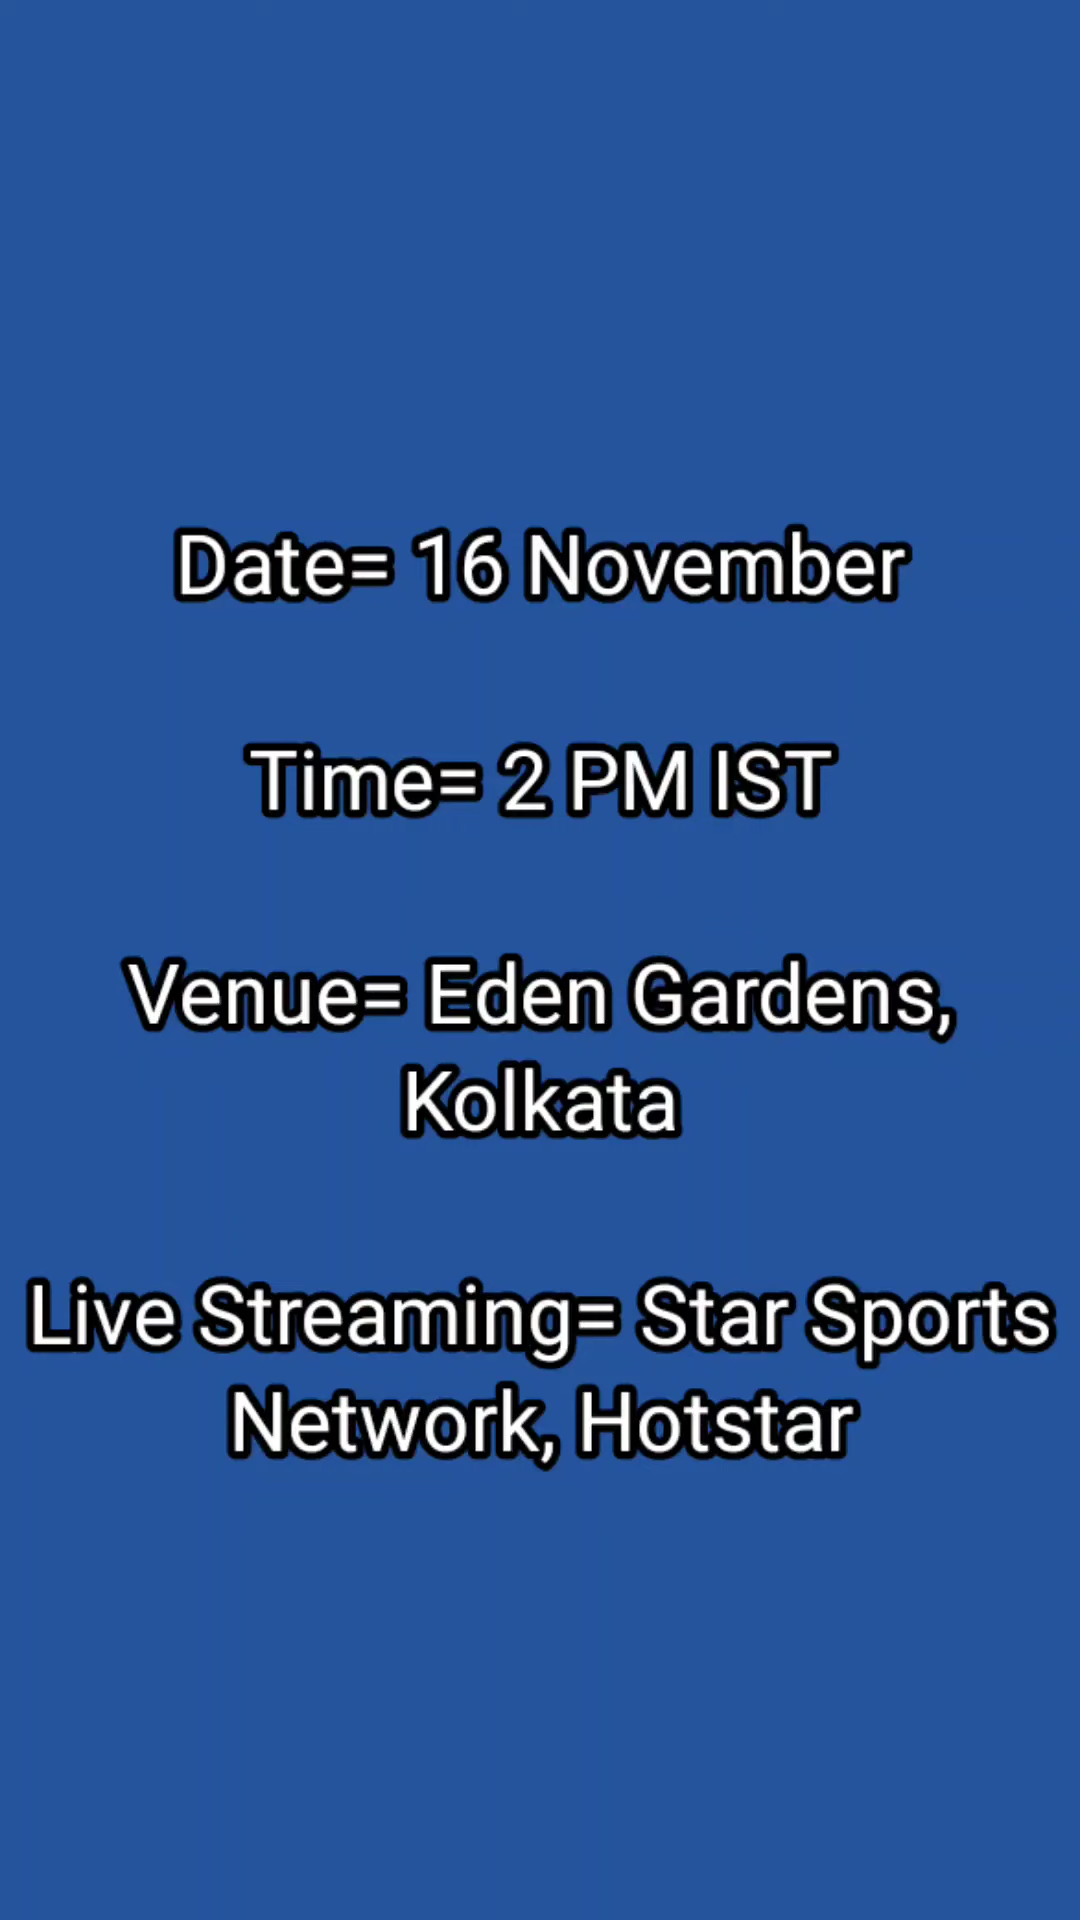 Date= 16 November
Time= 2 PM IST
Venue= Eden Gardens,
Kolkata
Live Streaming= Star Sports
Network, Hotstar